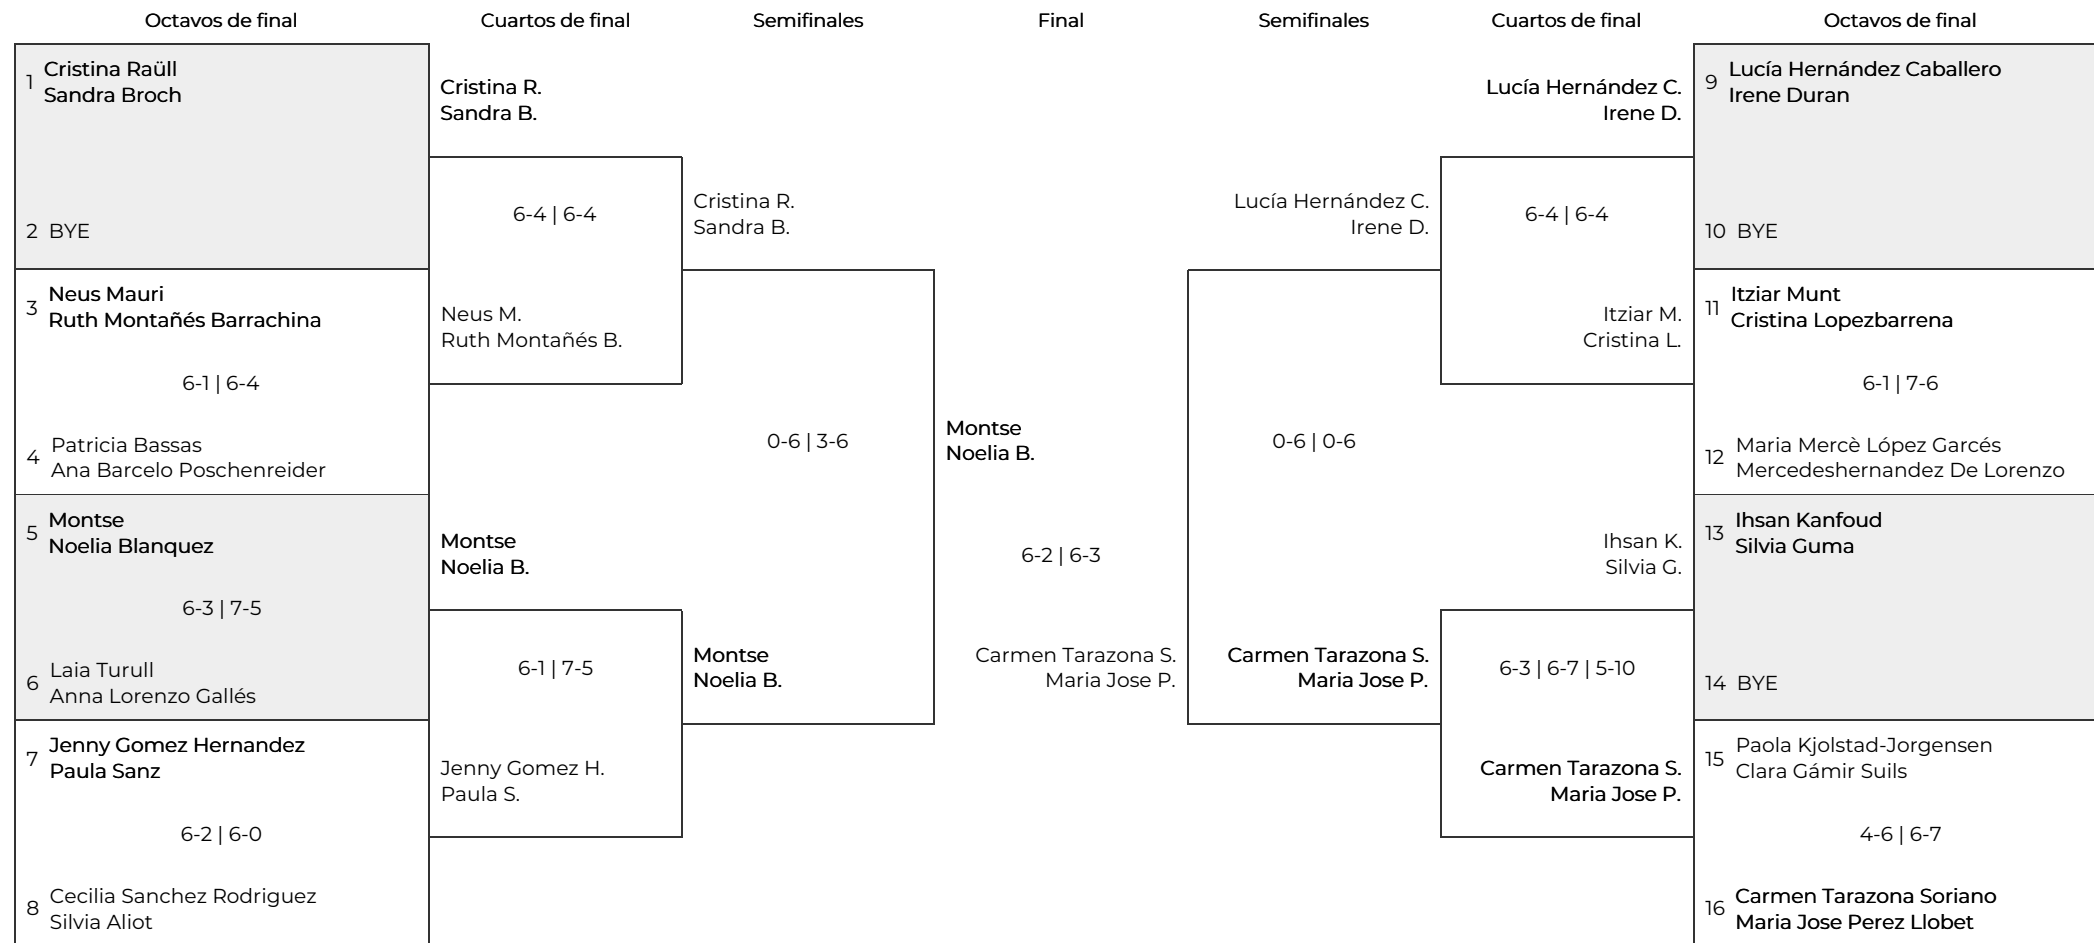 Octavos de final
Cuartos de final
Semifinales
Final
Semifinales
Cuartos de final
Octavos de final
1
Cristina Raüll
Sandra Broch
2 BYE
3
Neus Mauri
Ruth Montañés Barrachina
6-1 | 6-4
4
Patricia Bassas
Ana Barcelo Poschenreider
5
Montse
Noelia Blanquez
6-3 | 7-5
6
Laia Turull
Anna Lorenzo Gallés
7
Jenny Gomez Hernandez
Paula Sanz
6-2 | 6-0
8
Cecilia Sanchez Rodriguez
Silvia Aliot
Cristina R.
Sandra B.
6-4 | 6-4
Neus M.
Ruth Montañés B.
Montse
Noelia B.
6-1 | 7-5
Jenny Gomez H.
Paula S.
Cristina R.
Sandra B.
0-6 | 3-6
Montse
Noelia B.
Montse
Noelia B.
6-2 | 6-3
Carmen Tarazona S.
Maria Jose P.
Lucía Hernández C.
Irene D.
0-6 | 0-6
Carmen Tarazona S.
Maria Jose P.
Lucía Hernández C.
Irene D.
6-4 | 6-4
Itziar M.
Cristina L.
Ihsan K.
Silvia G.
6-3 | 6-7 | 5-10
Carmen Tarazona S.
Maria Jose P.
9
Lucía Hernández Caballero
Irene Duran
10 BYE
11
Itziar Munt
Cristina Lopezbarrena
6-1 | 7-6
12
Maria Mercè López Garcés
Mercedeshernandez De Lorenzo
13
Ihsan Kanfoud
Silvia Guma
14 BYE
15
Paola Kjolstad-Jorgensen
Clara Gámir Suils
4-6 | 6-7
16
Carmen Tarazona Soriano
Maria Jose Perez Llobet